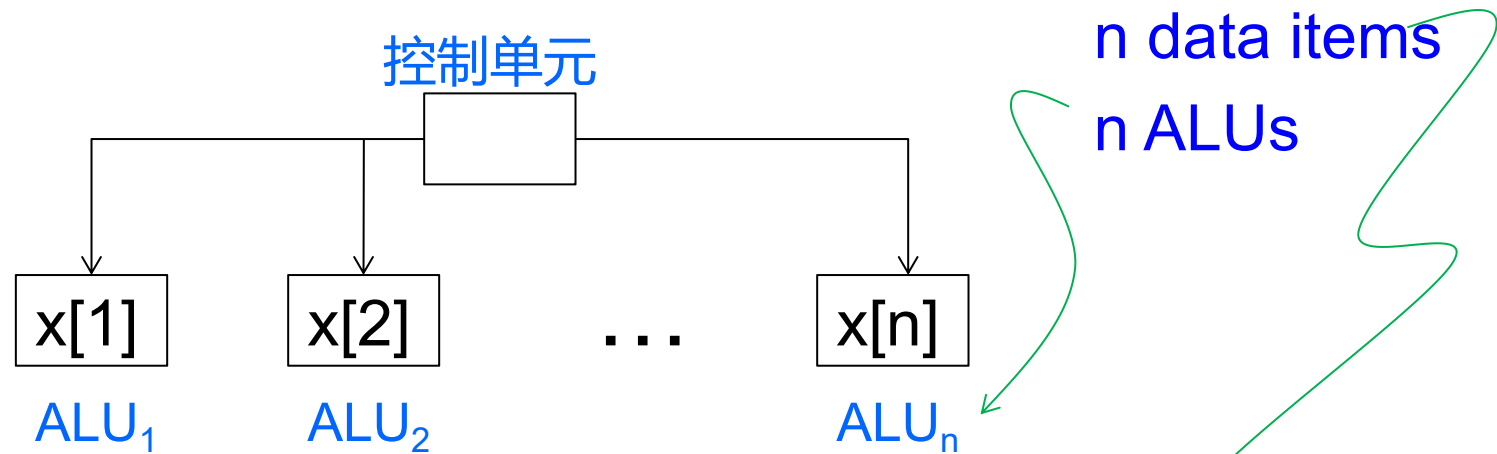 控制单元
n data items
n ALUs
x[1] x[2] … x[n]
ALU1 ALU2 ALUn